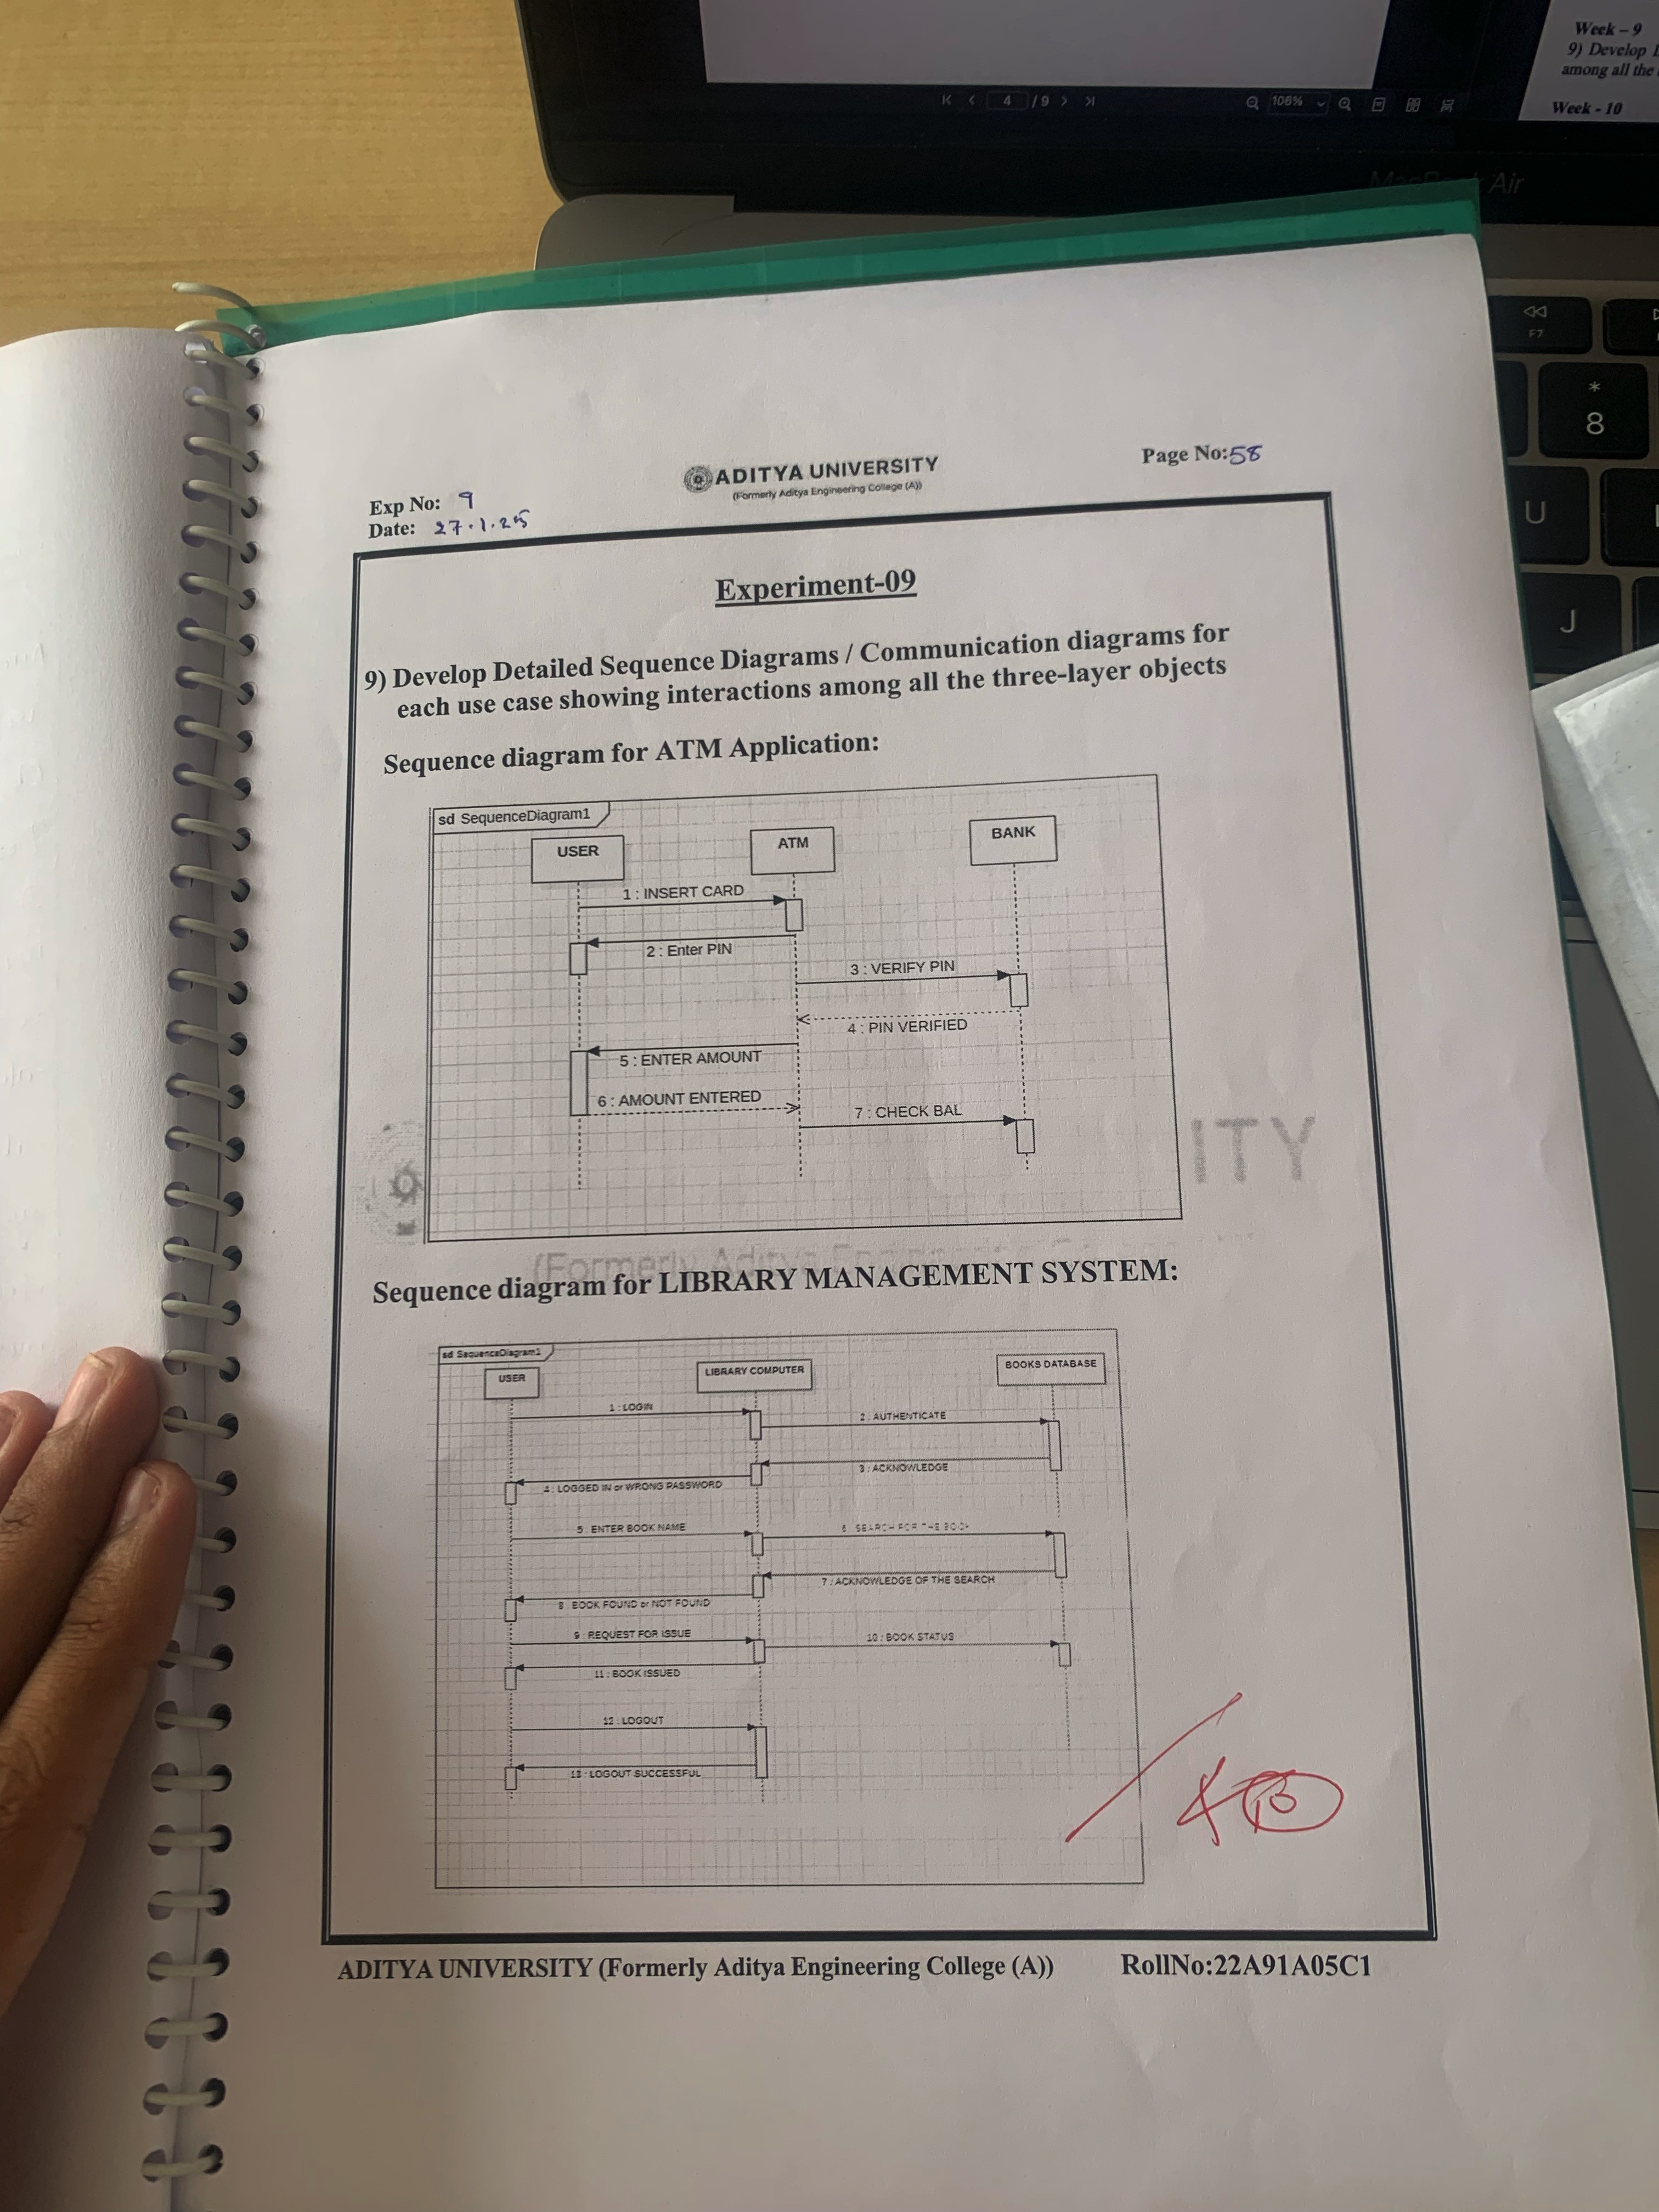 Week – 9
9) Develop
among all the
Week - 10
4 / 9
106%
MacBook Air
F7
*
8
U
J
ADITYA UNIVERSITY
(Formerly Aditya Engineering College (A))
Page No:58
Exp No: 9
Date: 27.1.25
Experiment-09
9) Develop Detailed Sequence Diagrams / Communication diagrams for
each use case showing interactions among all the three-layer objects
Sequence diagram for ATM Application:
sd SequenceDiagram1
USER
ATM
BANK
1 : INSERT CARD
2 : Enter PIN
3 : VERIFY PIN
4 : PIN VERIFIED
5 : ENTER AMOUNT
6 : AMOUNT ENTERED
7 : CHECK BAL
ITY
(Formerly Aditya
Sequence diagram for LIBRARY MANAGEMENT SYSTEM:
sd SequenceDiagram1
USER
LIBRARY COMPUTER
BOOKS DATABASE
1 : LOGIN
2 : AUTHENTICATE
3 : ACKNOWLEDGE
4 : LOGGED IN or WRONG PASSWORD
5 : ENTER BOOK NAME
6 : SEARCH FOR THE BOOK
7 : ACKNOWLEDGE OF THE SEARCH
8 : BOOK FOUND or NOT FOUND
9 : REQUEST FOR ISSUE
10 : BOOK STATUS
11 : BOOK ISSUED
12 : LOGOUT
13 : LOGOUT SUCCESSFUL
ADITYA UNIVERSITY (Formerly Aditya Engineering College (A))
RollNo:22A91A05C1